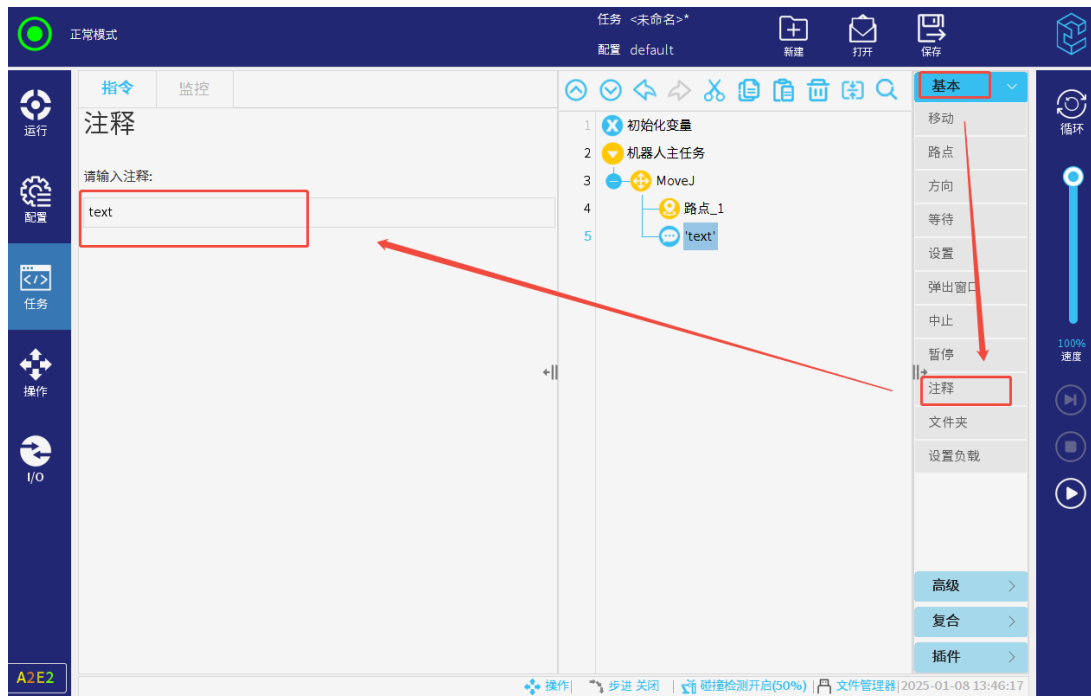 正常模式
任务 <未命名>*
配置 default
新建
打开
保存
运行
配置
任务
操作
I/O
A2E2
指令
监控
注释
请输入注释:
text
1 初始化变量
2 机器人主任务
3 MoveJ
4 路点_1
5 'text'
基本
移动
路点
方向
等待
设置
弹出窗口
中止
暂停
注释
文件夹
设置负载
高级
复合
插件
循环
100%
速度
操作| 步进 关闭 | 碰撞检测开启(50%) | 文件管理器|2025-01-08 13:46:17